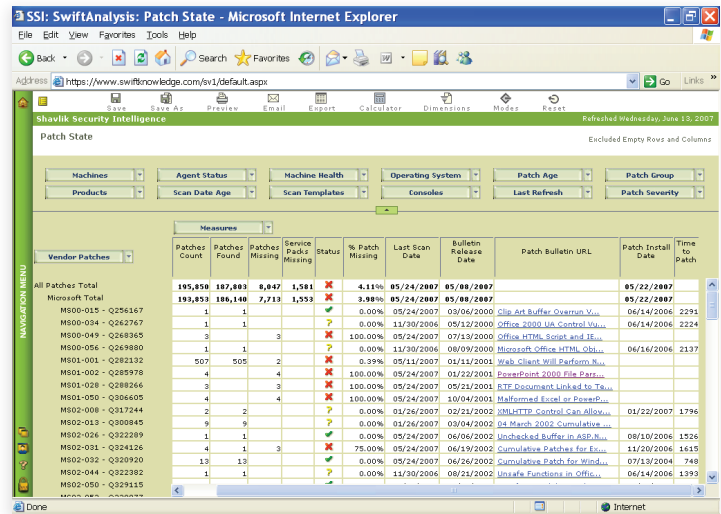 SSI: SwiftAnalysis: Patch State - Microsoft Internet Explorer
File Edit View Favorites Tools Help
Back Search Favorites
Address https://www.swiftknowledge.com/sv1/default.aspx Go Links »
Save Save As Preview Email Export Calculator Dimensions Modes Reset
Shavlik Security Intelligence Refreshed Wednesday, June 13, 2007
Patch State Excluded Empty Rows and Columns
Machines Agent Status Machine Health Operating System Patch Age Patch Group
Products Scan Date Age Scan Templates Consoles Last Refresh Patch Severity
Measures
Vendor Patches
Patches Count Patches Found Patches Missing Service Packs Missing Status % Patch Missing Last Scan Date Bulletin Release Date Patch Bulletin URL Patch Install Date Time to Patch
NAVIGATION MENU
All Patches Total 195,850 187,803 8,047 1,581 4.11% 05/24/2007 05/08/2007 05/22/2007
Microsoft Total 193,853 186,140 7,713 1,553 3.98% 05/24/2007 05/08/2007 05/22/2007
MS00-015 - Q256167 1 1 0.00% 05/24/2007 03/06/2000 Clip Art Buffer Overrun V... 06/14/2006 2291
MS00-034 - Q262767 1 1 ? 0.00% 11/30/2006 05/12/2000 Office 2000 UA Control Vu... 06/14/2006 2224
MS00-049 - Q268365 3 3 100.00% 05/24/2007 07/13/2000 Office HTML Script and IE...
MS00-056 - Q269880 1 1 ? 0.00% 11/30/2006 08/09/2000 Microsoft Office HTML Obj... 06/16/2006 2137
MS01-001 - Q282132 507 505 2 0.39% 05/11/2007 01/11/2001 Web Client Will Perform N...
MS01-002 - Q285978 4 4 100.00% 05/24/2007 01/22/2001 PowerPoint 2000 File Pars...
MS01-028 - Q288266 3 3 100.00% 05/24/2007 05/21/2001 RTF Document Linked to Te...
MS01-050 - Q306605 4 4 100.00% 05/24/2007 10/04/2001 Malformed Excel or PowerP...
MS02-008 - Q317244 2 2 ? 0.00% 01/26/2007 02/21/2002 XMLHTTP Control Can Allow... 01/22/2007 1796
MS02-013 - Q300845 9 9 ? 0.00% 01/26/2007 03/04/2002 04 March 2002 Cumulative ...
MS02-026 - Q322289 1 1 0.00% 05/24/2007 06/06/2002 Unchecked Buffer in ASP.N... 08/10/2006 1526
MS02-031 - Q324126 4 1 3 75.00% 05/24/2007 06/19/2002 Cumulative Patches for Ex... 11/20/2006 1615
MS02-032 - Q320920 13 13 0.00% 05/24/2007 06/26/2002 Cumulative Patch for Wind... 07/13/2004 748
MS02-044 - Q322382 1 1 ? 0.00% 11/30/2006 08/21/2002 Unsafe Functions in Offic... 06/14/2006 1393
MS02-050 - Q329115
Done Internet